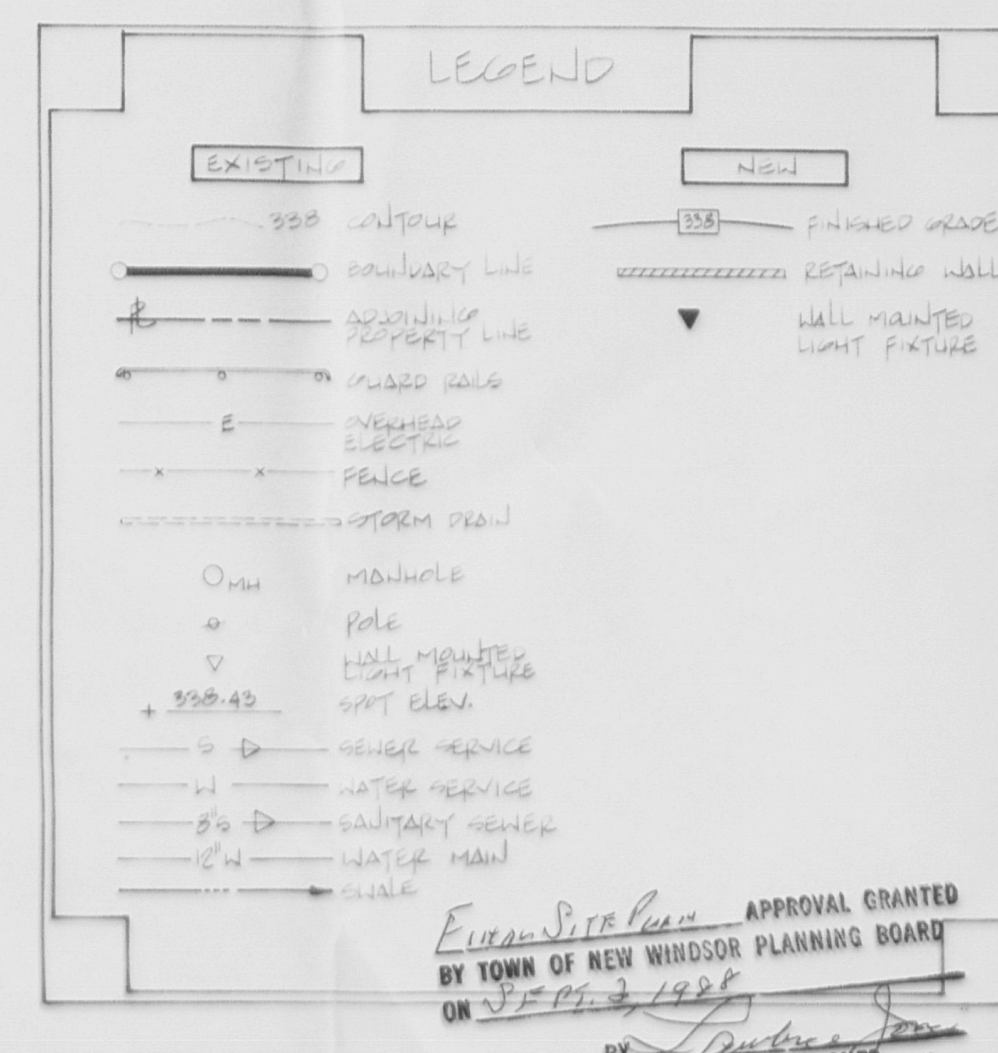 LEGEND
EXISTING
338 CONTOUR
BOUNDARY LINE
PL ADJOINING
PROPERTY LINE
GUARD RAILS
E OVERHEAD
ELECTRIC
x x FENCE
STORM DRAIN
MH MANHOLE
POLE
WALL MOUNTED
LIGHT FIXTURE
+ 338.43 SPOT ELEV.
S SEWER SERVICE
W WATER SERVICE
8"S SANITARY SEWER
12"W WATER MAIN
SWALE
NEW
338 FINISHED GRADE
RETAINING WALL
WALL MOUNTED
LIGHT FIXTURE
Final Site Plan APPROVAL GRANTED
BY TOWN OF NEW WINDSOR PLANNING BOARD
ON SEPT. 2, 1988
BY